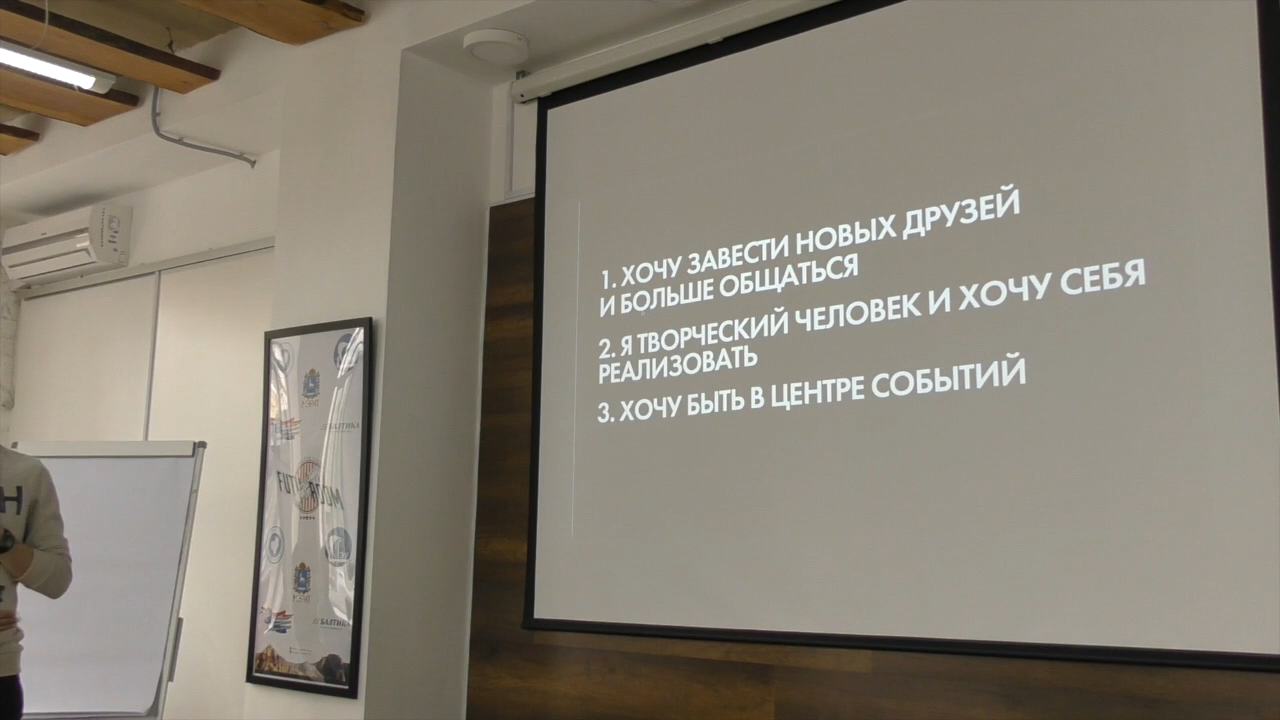 1. ХОЧУ ЗАВЕСТИ НОВЫХ ДРУЗЕЙ
И БОЛЬШЕ ОБЩАТЬСЯ
2. Я ТВОРЧЕСКИЙ ЧЕЛОВЕК И ХОЧУ СЕБЯ
РЕАЛИЗОВАТЬ
3. ХОЧУ БЫТЬ В ЦЕНТРЕ СОБЫТИЙ
БАЛТИКА
ROOM
БАЛТИКА
H